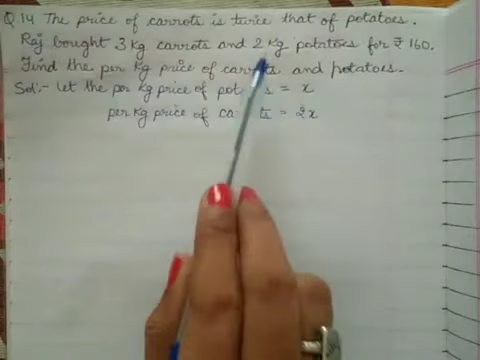 Q.14 The price of carrots is twice that of potatoes.
Raj bought 3 kg carrots and 2 kg potatoes for ₹ 160.
Find the per kg price of carrots and potatoes.
Sol:- let the per kg price of pot s = x
per kg price of ca ts = 2x